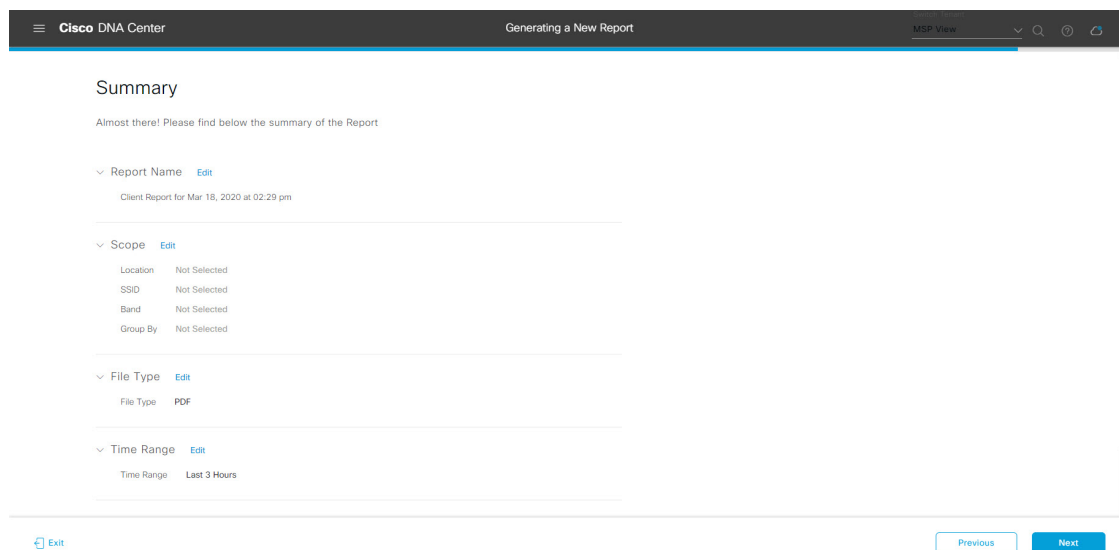 Cisco DNA Center
Generating a New Report
MSP View
Summary
Almost there! Please find below the summary of the Report
Report Name Edit
Client Report for Mar 18, 2020 at 02:29 pm
Scope Edit
Location Not Selected
SSID Not Selected
Band Not Selected
Group By Not Selected
File Type Edit
File Type PDF
Time Range Edit
Time Range Last 3 Hours
Exit
Previous
Next